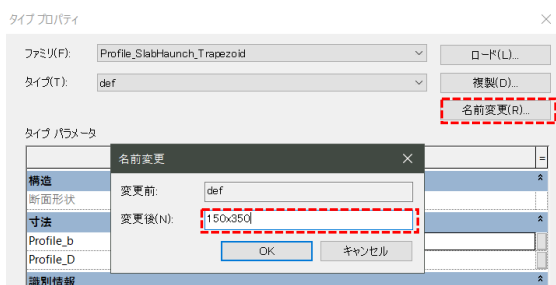 タイプ プロパティ
ファミリ(F): Profile_SlabHaunch_Trapezoid ロード(L)...
タイプ(T): def 複製(D)...
名前変更(R)...
タイプ パラメータ
=
名前変更
構造
変更前: def
断面形状
変更後(N): 150x350
寸法
Profile_b
OK キャンセル
Profile_D
識別情報